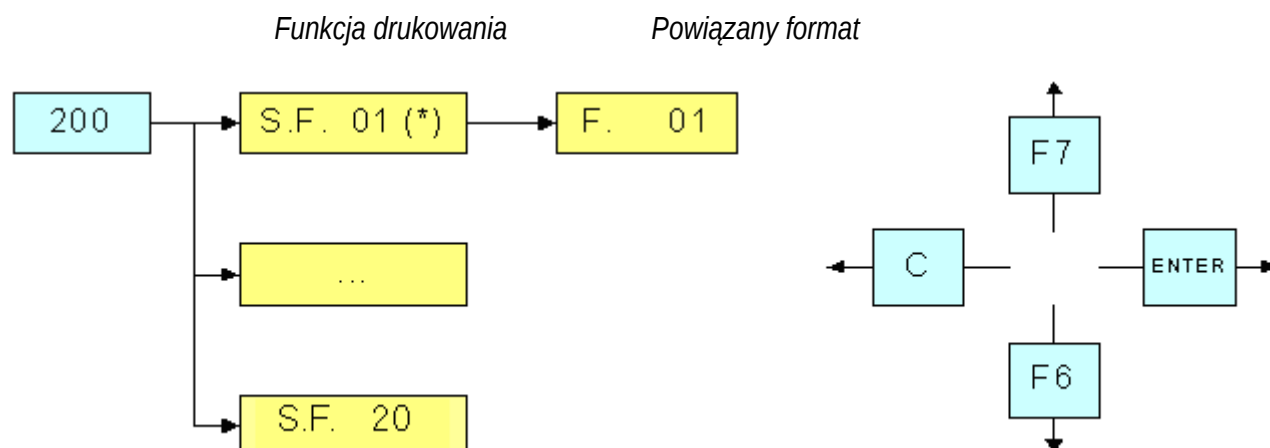 Funkcja drukowania Powiązany format
200 S.F. 01 (*) F. 01
F7
C ENTER
...
F6
S.F. 20